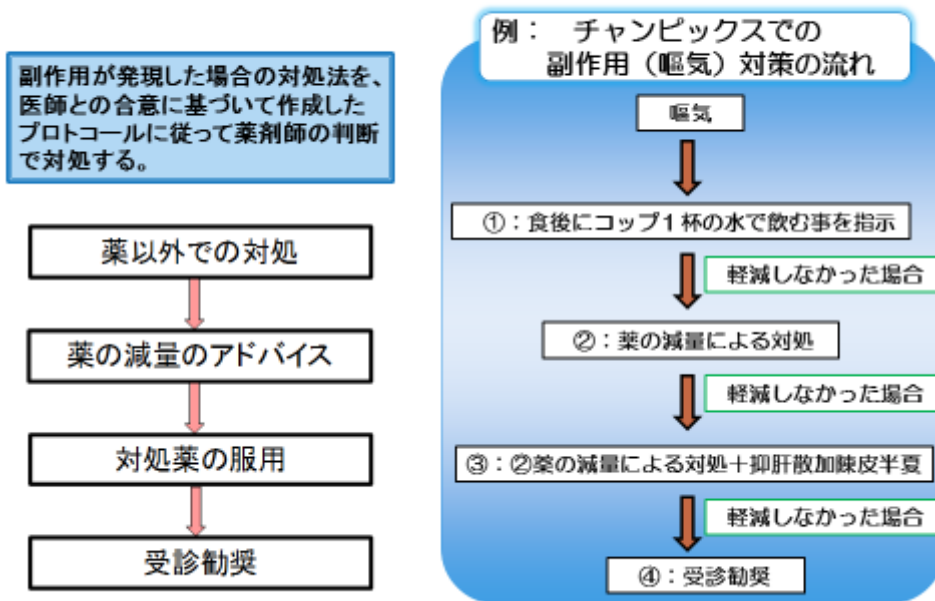 副作用が発現した場合の対処法を、
医師との合意に基づいて作成した
プロトコールに従って薬剤師の判断
で対処する。
薬以外での対処
薬の減量のアドバイス
対処薬の服用
受診勧奨
例： チャンピックスでの
副作用（嘔気）対策の流れ
嘔気
①：食後にコップ１杯の水で飲む事を指示
軽減しなかった場合
②：薬の減量による対処
軽減しなかった場合
③：②薬の減量による対処＋抑肝散加陳皮半夏
軽減しなかった場合
④：受診勧奨